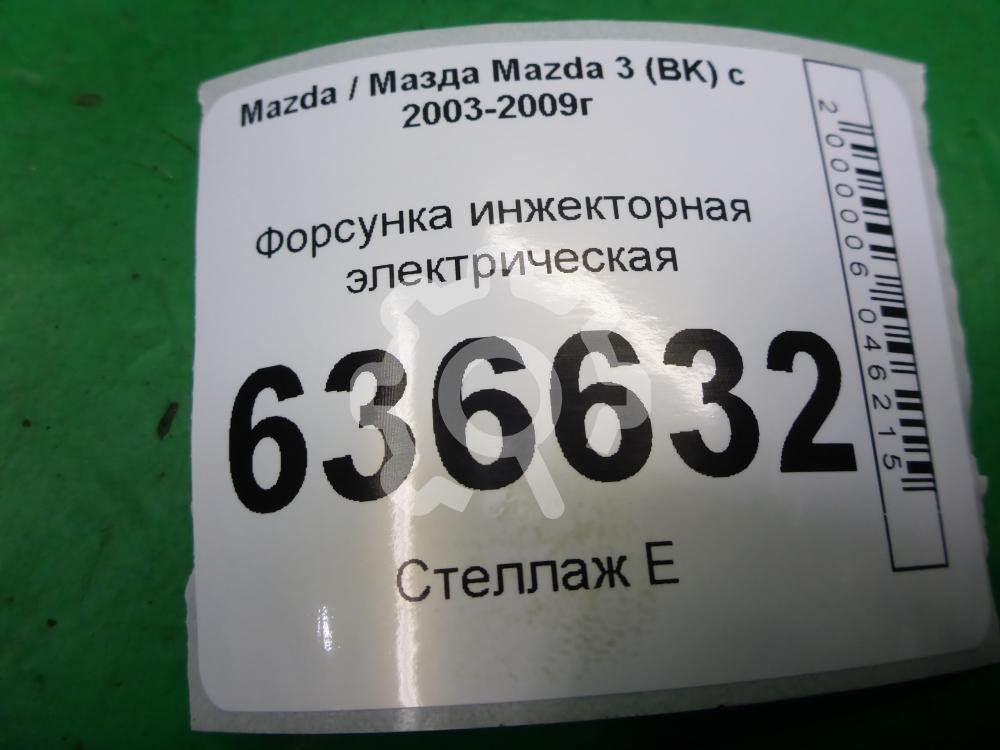 Mazda / Мазда Mazda 3 (BK) с
2003-2009г
Форсунка инжекторная
электрическая
636632
Стеллаж Е
2000006046215